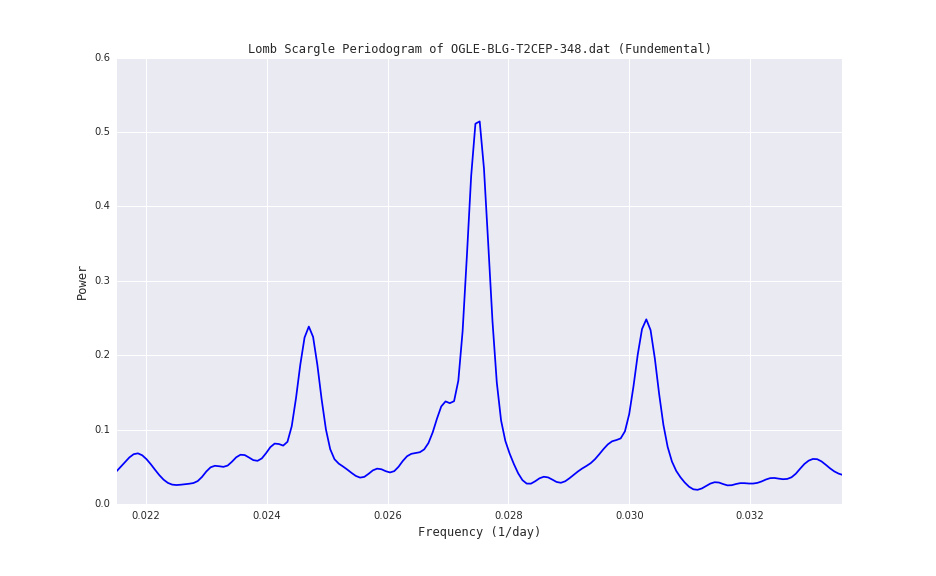 Lomb Scargle Periodogram of OGLE-BLG-T2CEP-348.dat (Fundemental)
0.6
0.5
0.4
0.3
0.2
0.1
0.0
Power
0.022 0.024 0.026 0.028 0.030 0.032
Frequency (1/day)